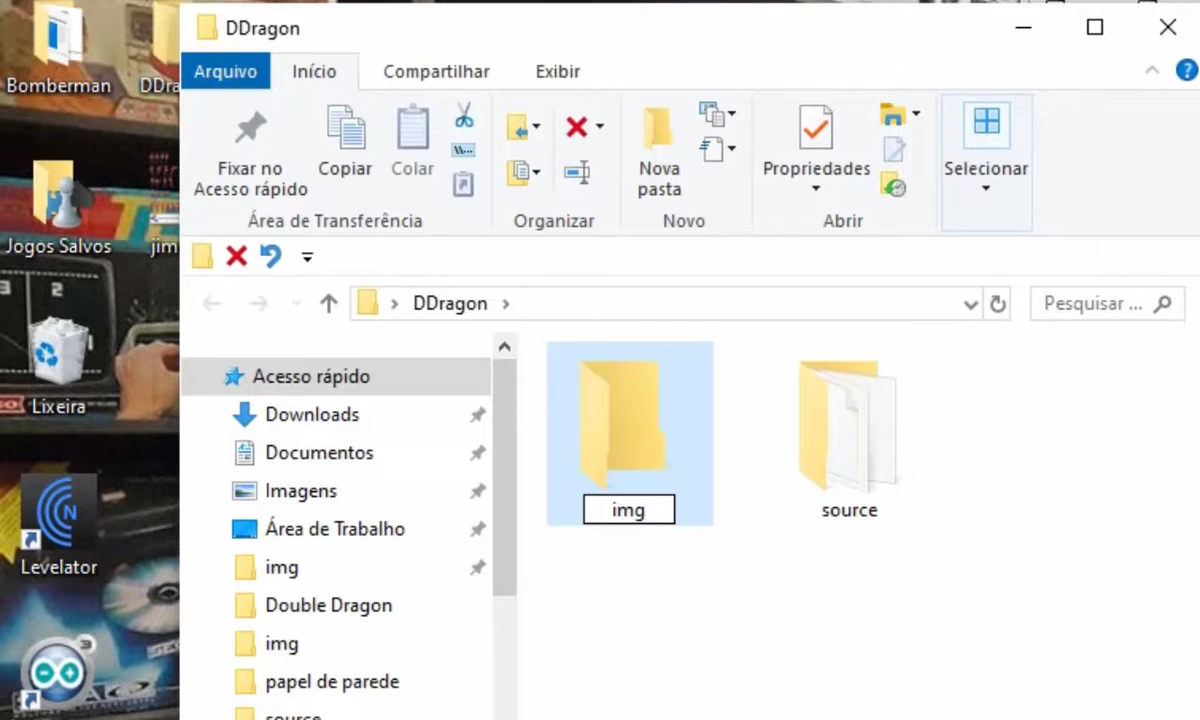 DDragon
Arquivo
Início
Compartilhar
Exibir
?
Fixar no
Acesso rápido
Copiar
Colar
Nova
pasta
Propriedades
Selecionar
Área de Transferência
Organizar
Novo
Abrir
DDragon
Pesquisar ...
Acesso rápido
Downloads
Documentos
Imagens
Área de Trabalho
img
Double Dragon
img
papel de parede
source
img
source
Bomberman
DDra
Jogos Salvos
jim
2
Lixeira
N
Levelator
3